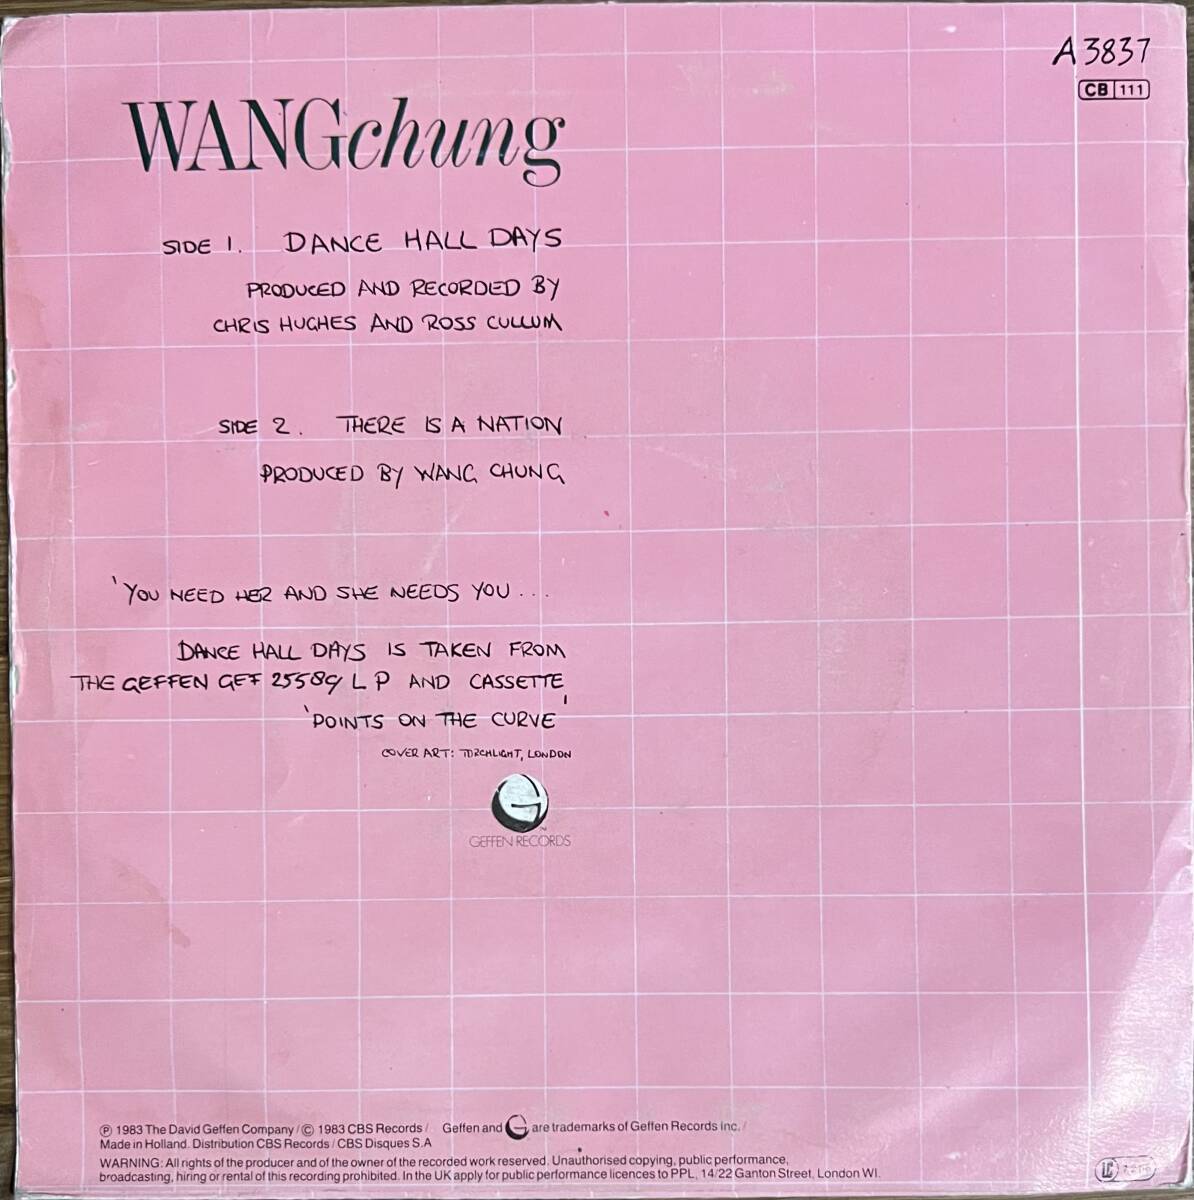 A3837
CB 111
WANGchung
SIDE 1. DANCE HALL DAYS
PRODUCED AND RECORDED BY
CHRIS HUGHES AND ROSS CULLUM
SIDE 2. THERE IS A NATION
PRODUCED BY WANG CHUNG
'YOU NEED HER AND SHE NEEDS YOU...
DANCE HALL DAYS IS TAKEN FROM
THE GEFFEN GEF 25589 LP AND CASSETTE,
'POINTS ON THE CURVE'
COVER ART: TORCHLIGHT, LONDON
GEFFEN RECORDS
℗ 1983 The David Geffen Company / © 1983 CBS Records / Geffen and G are trademarks of Geffen Records Inc. /
Made in Holland. Distribution CBS Records / CBS Disques S.A
WARNING: All rights of the producer and of the owner of the recorded work reserved. Unauthorised copying, public performance,
broadcasting, hiring or rental of this recording prohibited. In the UK apply for public performance licences to PPL, 14/22 Ganton Street, London W1.
LC